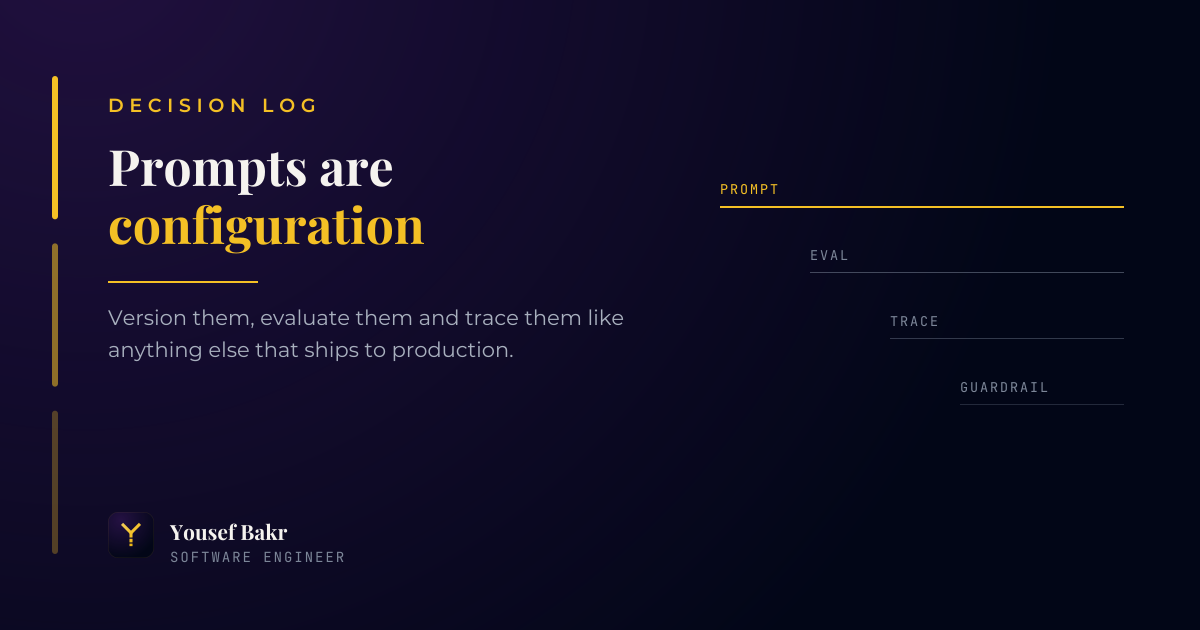 DECISION LOG
Prompts are
configuration
Version them, evaluate them and trace them like
anything else that ships to production.
PROMPT
EVAL
TRACE
GUARDRAIL
Yousef Bakr
SOFTWARE ENGINEER